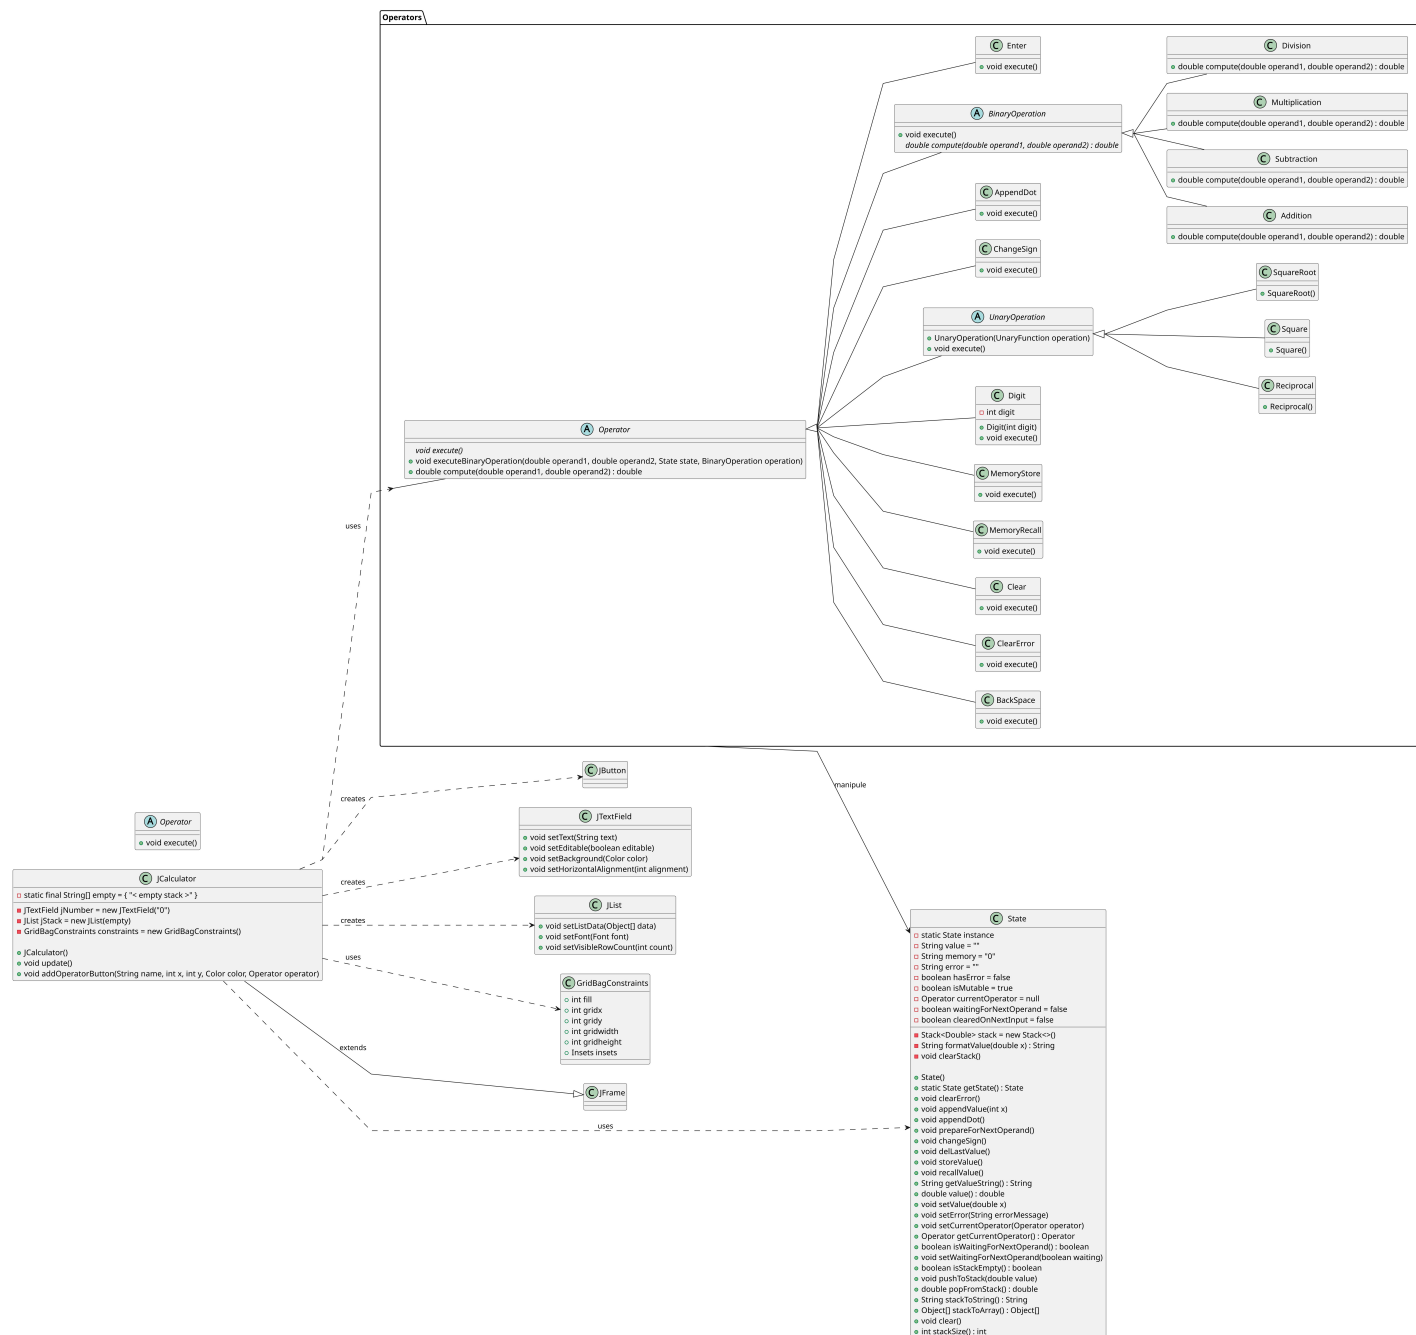 Operators
C Enter
void execute()
A BinaryOperation
void execute()
double compute(double operand1, double operand2) : double
C Division
double compute(double operand1, double operand2) : double
C Multiplication
double compute(double operand1, double operand2) : double
C Subtraction
double compute(double operand1, double operand2) : double
C Addition
double compute(double operand1, double operand2) : double
C AppendDot
void execute()
C ChangeSign
void execute()
A UnaryOperation
UnaryOperation(UnaryFunction operation)
void execute()
C SquareRoot
SquareRoot()
C Square
Square()
C Reciprocal
Reciprocal()
C Digit
int digit
Digit(int digit)
void execute()
A Operator
void execute()
void executeBinaryOperation(double operand1, double operand2, State state, BinaryOperation operation)
double compute(double operand1, double operand2) : double
C MemoryStore
void execute()
C MemoryRecall
void execute()
C Clear
void execute()
C ClearError
void execute()
C BackSpace
void execute()
uses
manipule
A Operator
void execute()
C JCalculator
static final String[] empty = { "< empty stack >" }
JTextField jNumber = new JTextField("0")
JList jStack = new JList(empty)
GridBagConstraints constraints = new GridBagConstraints()
JCalculator()
void update()
void addOperatorButton(String name, int x, int y, Color color, Operator operator)
creates
C JButton
creates
C JTextField
void setText(String text)
void setEditable(boolean editable)
void setBackground(Color color)
void setHorizontalAlignment(int alignment)
creates
C JList
void setListData(Object[] data)
void setFont(Font font)
void setVisibleRowCount(int count)
uses
C GridBagConstraints
int fill
int gridx
int gridy
int gridwidth
int gridheight
Insets insets
extends
C JFrame
uses
C State
static State instance
String value = ""
String memory = "0"
String error = ""
boolean hasError = false
boolean isMutable = true
Operator currentOperator = null
boolean waitingForNextOperand = false
boolean clearedOnNextInput = false
Stack<Double> stack = new Stack<>()
String formatValue(double x) : String
void clearStack()
State()
static State getState() : State
void clearError()
void appendValue(int x)
void appendDot()
void prepareForNextOperand()
void changeSign()
void delLastValue()
void storeValue()
void recallValue()
String getValueString() : String
double value() : double
void setValue(double x)
void setError(String errorMessage)
void setCurrentOperator(Operator operator)
Operator getCurrentOperator() : Operator
boolean isWaitingForNextOperand() : boolean
void setWaitingForNextOperand(boolean waiting)
boolean isStackEmpty() : boolean
void pushToStack(double value)
double popFromStack() : double
String stackToString() : String
Object[] stackToArray() : Object[]
void clear()
int stackSize() : int